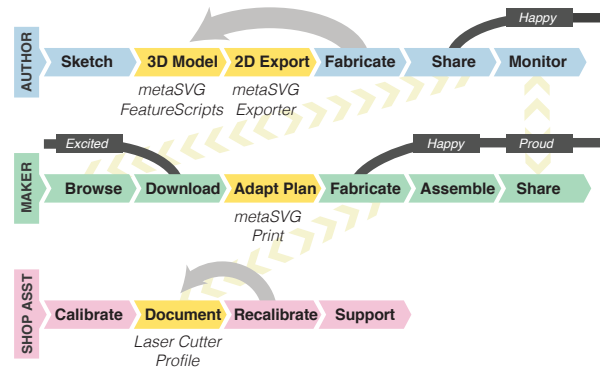 Happy
AUTHOR
Sketch
3D Model
2D Export
Fabricate
Share
Monitor
metaSVG
FeatureScripts
metaSVG
Exporter
Excited
Happy
Proud
MAKER
Browse
Download
Adapt Plan
Fabricate
Assemble
Share
metaSVG
Print
SHOP ASST
Calibrate
Document
Recalibrate
Support
Laser Cutter
Profile